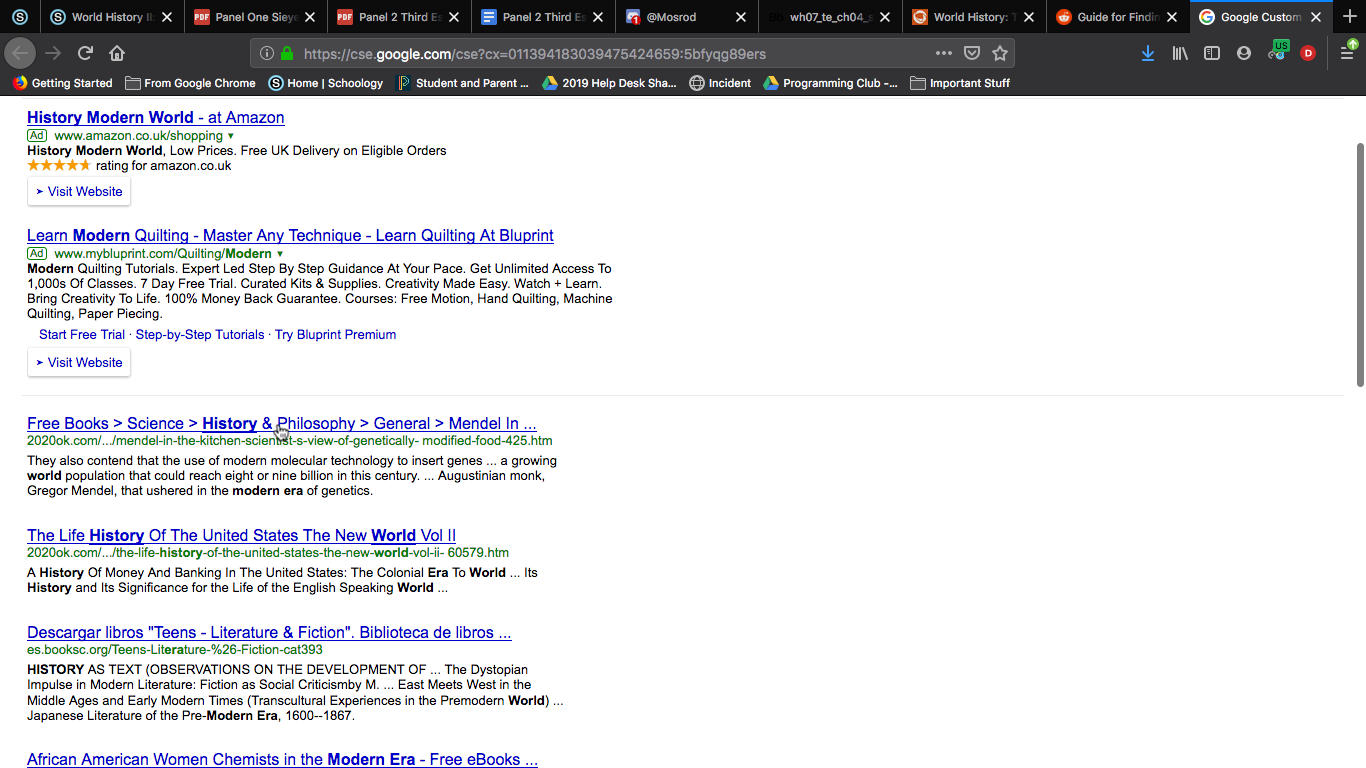 World History II:
Panel One Sieye
Panel 2 Third Es
Panel 2 Third Es
@Mosrod
Bb wh07_te_ch04_s
World History: T
Guide for Findin
Google Custom
https://cse.google.com/cse?cx=011394183039475424659:5bfyqg89ers
US
D
Getting Started
From Google Chrome
Home | Schoology
Student and Parent ...
2019 Help Desk Sha...
Incident
Programming Club -...
Important Stuff
History Modern World - at Amazon
Ad www.amazon.co.uk/shopping ▼
History Modern World, Low Prices. Free UK Delivery on Eligible Orders
★★★★★ rating for amazon.co.uk
➤ Visit Website
Learn Modern Quilting - Master Any Technique - Learn Quilting At Bluprint
Ad www.mybluprint.com/Quilting/Modern ▼
Modern Quilting Tutorials. Expert Led Step By Step Guidance At Your Pace. Get Unlimited Access To
1,000s Of Classes. 7 Day Free Trial. Curated Kits & Supplies. Creativity Made Easy. Watch + Learn.
Bring Creativity To Life. 100% Money Back Guarantee. Courses: Free Motion, Hand Quilting, Machine
Quilting, Paper Piecing.
Start Free Trial · Step-by-Step Tutorials · Try Bluprint Premium
➤ Visit Website
Free Books > Science > History & Philosophy > General > Mendel In ...
2020ok.com/.../mendel-in-the-kitchen-scientist-s-view-of-genetically- modified-food-425.htm
They also contend that the use of modern molecular technology to insert genes ... a growing
world population that could reach eight or nine billion in this century. ... Augustinian monk,
Gregor Mendel, that ushered in the modern era of genetics.
The Life History Of The United States The New World Vol II
2020ok.com/.../the-life-history-of-the-united-states-the-new-world-vol-ii- 60579.htm
A History Of Money And Banking In The United States: The Colonial Era To World ... Its
History and Its Significance for the Life of the English Speaking World ...
Descargar libros "Teens - Literature & Fiction". Biblioteca de libros ...
es.booksc.org/Teens-Literature-%26-Fiction-cat393
HISTORY AS TEXT (OBSERVATIONS ON THE DEVELOPMENT OF ... The Dystopian
Impulse in Modern Literature: Fiction as Social Criticismby M. ... East Meets West in the
Middle Ages and Early Modern Times (Transcultural Experiences in the Premodern World) ...
Japanese Literature of the Pre-Modern Era, 1600--1867.
African American Women Chemists in the Modern Era - Free eBooks ...